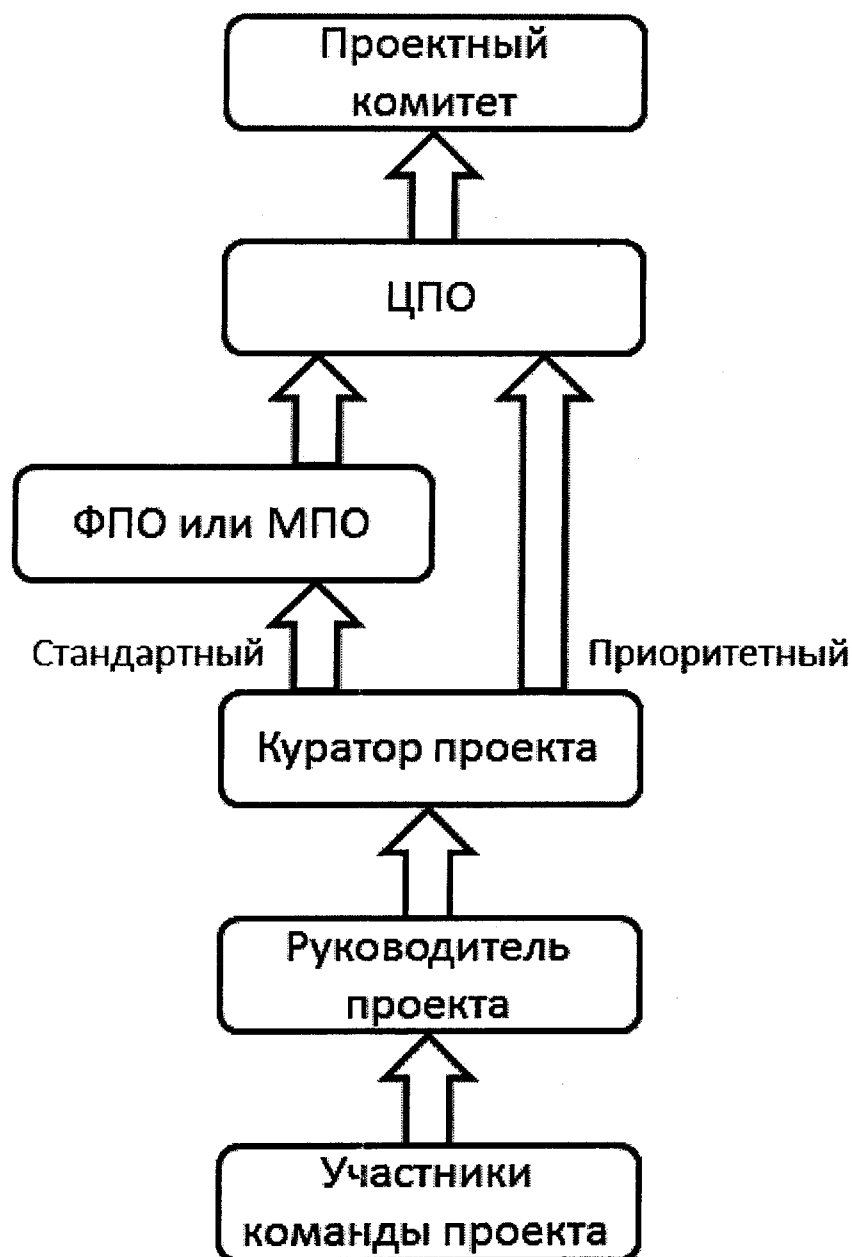 Проектный
комитет
ЦПО
ФПО или МПО
Стандартный
Приоритетный
Куратор проекта
Руководитель
проекта
Участники
команды проекта